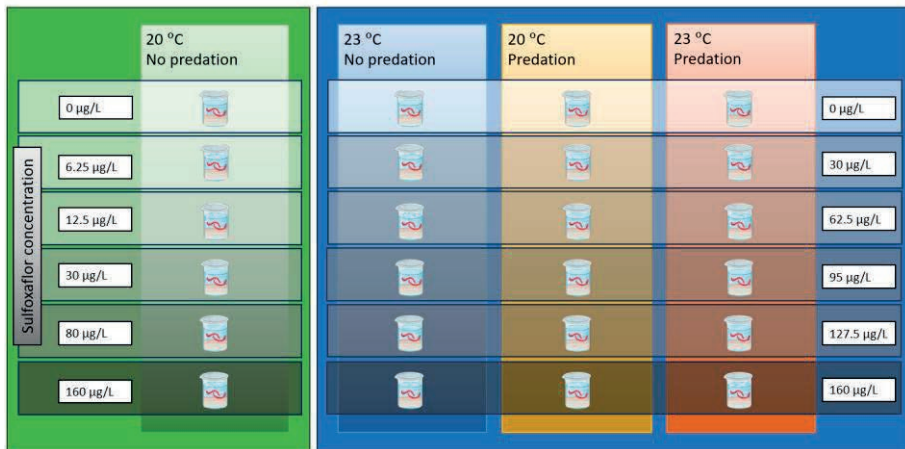 20 °C
No predation
23 °C
No predation
20 °C
Predation
23 °C
Predation
Sulfoxaflor concentration
0 µg/L
6.25 µg/L
12.5 µg/L
30 µg/L
80 µg/L
160 µg/L
0 µg/L
30 µg/L
62.5 µg/L
95 µg/L
127.5 µg/L
160 µg/L